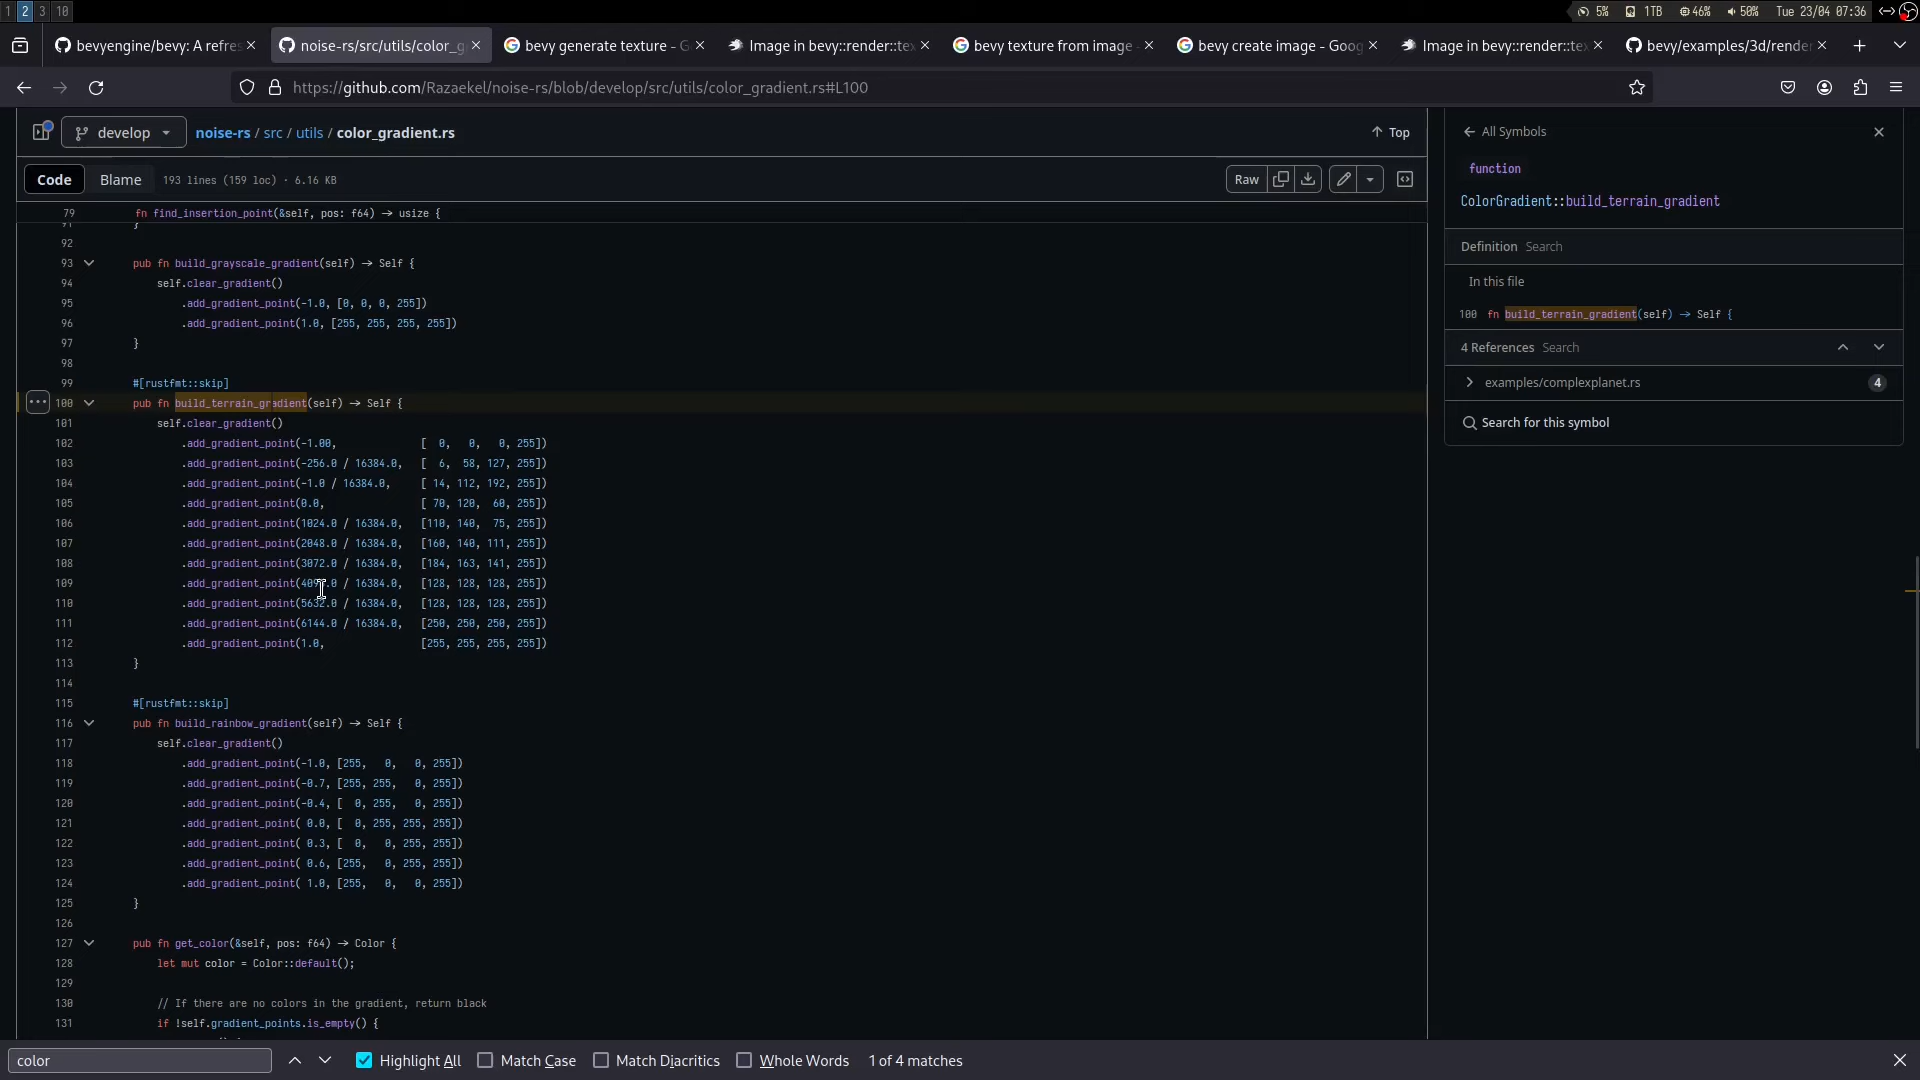 1 2 3 10
5% 1TB 46% 50% Tue 23/04 07:36
bevyengine/bevy: A refres
noise-rs/src/utils/color_g
bevy generate texture - G
Image in bevy::render::tex
bevy texture from image -
bevy create image - Goog
Image in bevy::render::tex
bevy/examples/3d/render
https://github.com/Razaekel/noise-rs/blob/develop/src/utils/color_gradient.rs#L100
develop
noise-rs / src / utils / color_gradient.rs
Top
Code Blame 193 lines (159 loc) · 6.16 KB
Raw
79 fn find_insertion_point(&self, pos: f64) -> usize {
91 }
92
93 pub fn build_grayscale_gradient(self) -> Self {
94 self.clear_gradient()
95 .add_gradient_point(-1.0, [0, 0, 0, 255])
96 .add_gradient_point(1.0, [255, 255, 255, 255])
97 }
98
99 #[rustfmt::skip]
100 pub fn build_terrain_gradient(self) -> Self {
101 self.clear_gradient()
102 .add_gradient_point(-1.00, [ 0, 0, 0, 255])
103 .add_gradient_point(-256.0 / 16384.0, [ 6, 58, 127, 255])
104 .add_gradient_point(-1.0 / 16384.0, [ 14, 112, 192, 255])
105 .add_gradient_point(0.0, [ 70, 120, 60, 255])
106 .add_gradient_point(1024.0 / 16384.0, [110, 140, 75, 255])
107 .add_gradient_point(2048.0 / 16384.0, [160, 140, 111, 255])
108 .add_gradient_point(3072.0 / 16384.0, [184, 163, 141, 255])
109 .add_gradient_point(4096.0 / 16384.0, [128, 128, 128, 255])
110 .add_gradient_point(5632.0 / 16384.0, [128, 128, 128, 255])
111 .add_gradient_point(6144.0 / 16384.0, [250, 250, 250, 255])
112 .add_gradient_point(1.0, [255, 255, 255, 255])
113 }
114
115 #[rustfmt::skip]
116 pub fn build_rainbow_gradient(self) -> Self {
117 self.clear_gradient()
118 .add_gradient_point(-1.0, [255, 0, 0, 255])
119 .add_gradient_point(-0.7, [255, 255, 0, 255])
120 .add_gradient_point(-0.4, [ 0, 255, 0, 255])
121 .add_gradient_point( 0.0, [ 0, 255, 255, 255])
122 .add_gradient_point( 0.3, [ 0, 0, 255, 255])
123 .add_gradient_point( 0.6, [255, 0, 255, 255])
124 .add_gradient_point( 1.0, [255, 0, 0, 255])
125 }
126
127 pub fn get_color(&self, pos: f64) -> Color {
128 let mut color = Color::default();
129
130 // If there are no colors in the gradient, return black
131 if !self.gradient_points.is_empty() {
All Symbols
function
ColorGradient::build_terrain_gradient
Definition Search
In this file
100 fn build_terrain_gradient(self) -> Self {
4 References Search
examples/complexplanet.rs 4
Search for this symbol
color
Highlight All Match Case Match Diacritics Whole Words 1 of 4 matches